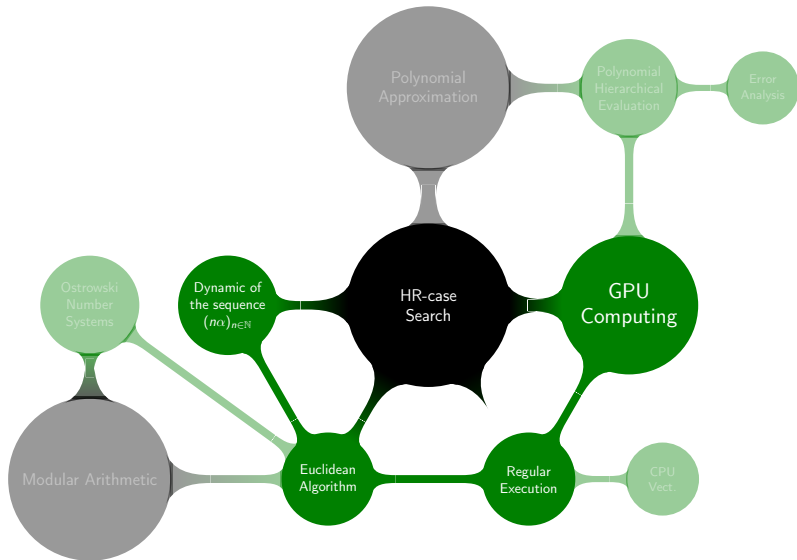 Polynomial
Approximation
Polynomial
Hierarchical
Evaluation
Error
Analysis
Ostrowski
Number
Systems
Dynamic of
the sequence
(nα)n∈ℕ
HR-case
Search
GPU
Computing
Modular Arithmetic
Euclidean
Algorithm
Regular
Execution
CPU
Vect.